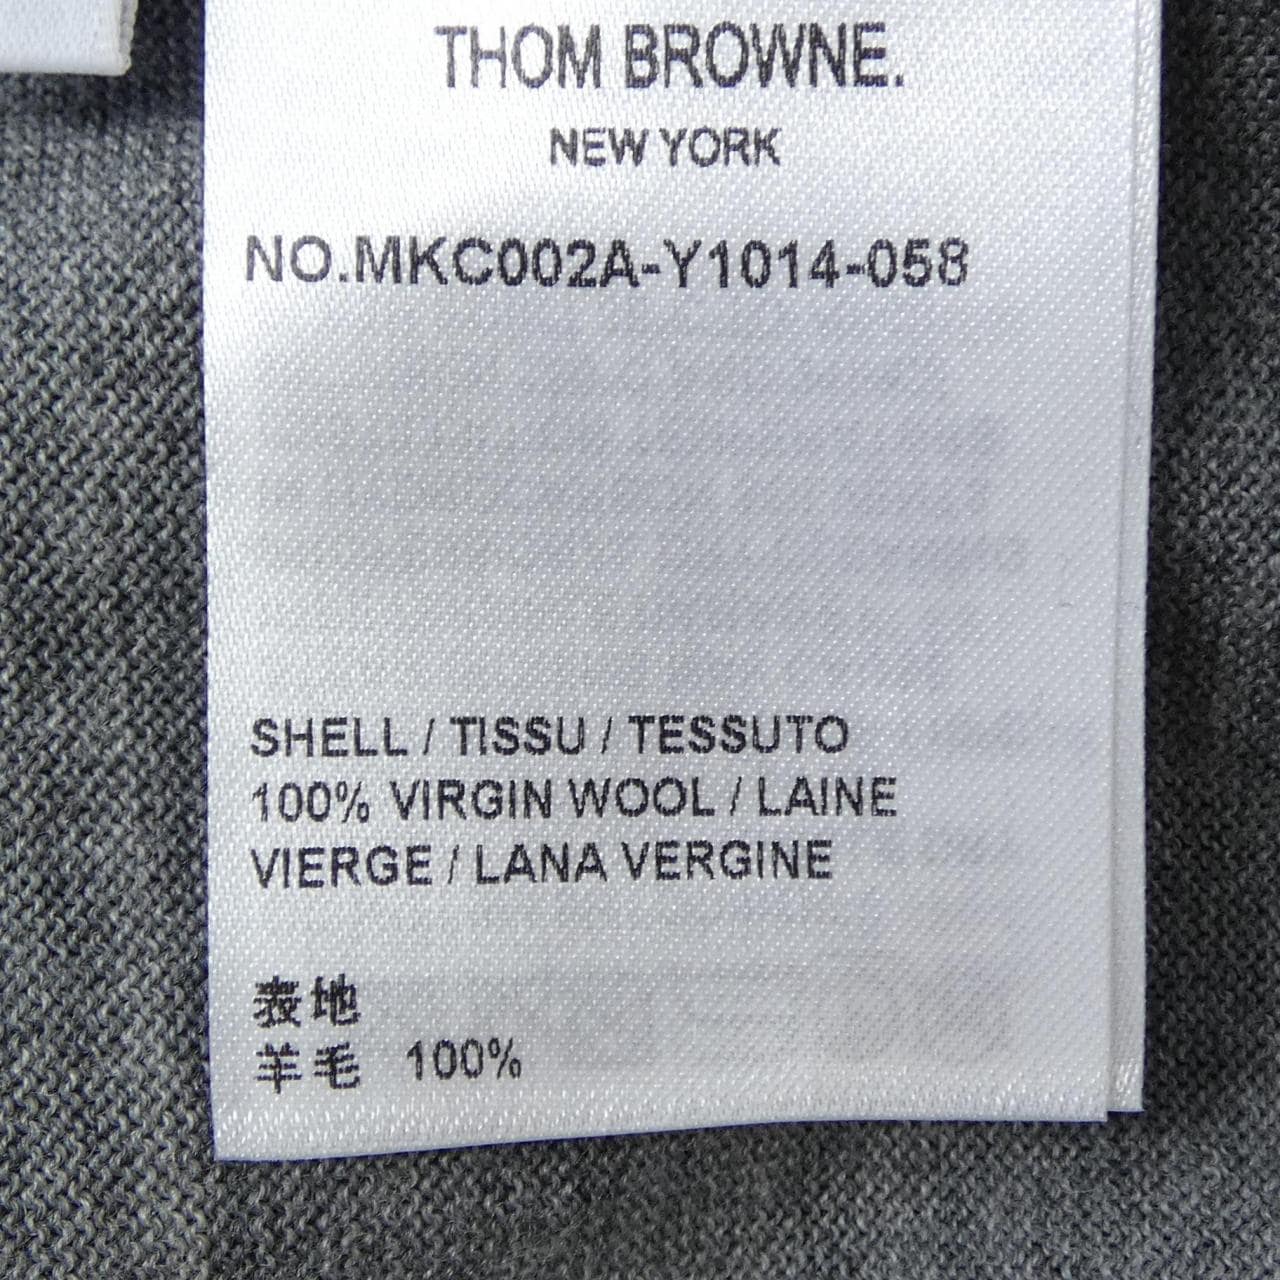 THOM BROWNE.
NEW YORK
NO.MKC002A-Y1014-058
SHELL / TISSU / TESSUTO
100% VIRGIN WOOL / LAINE
VIERGE / LANA VERGINE
表地
羊毛 100%